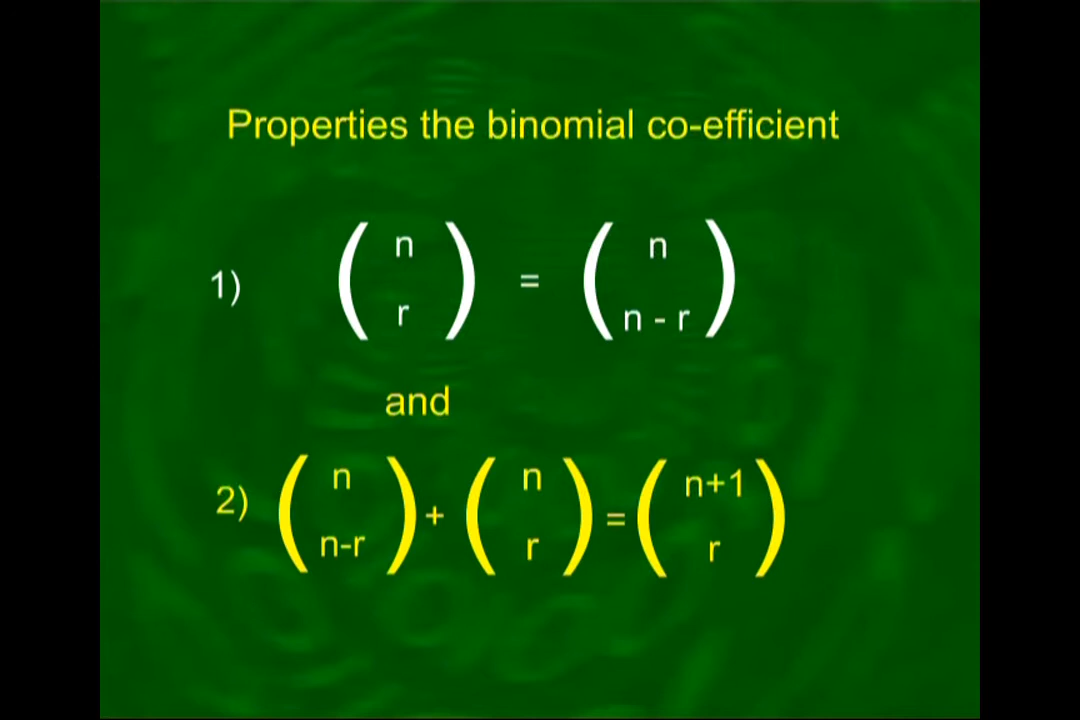 Properties the binomial co-efficient
1) ( n r ) = ( n n - r )
and
2) ( n n-r ) + ( n r ) = ( n+1 r )